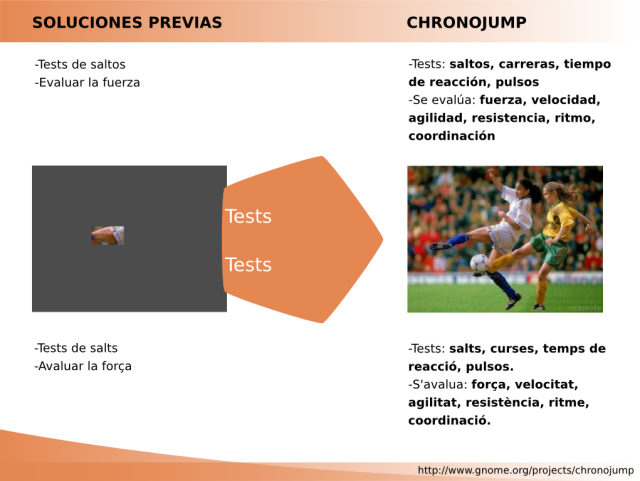 SOLUCIONES PREVIAS
-Tests de saltos
-Evaluar la fuerza
CHRONOJUMP
-Tests: saltos, carreras, tiempo
de reacción, pulsos
-Se evalúa: fuerza, velocidad,
agilidad, resistencia, ritmo,
coordinación
Tests
Tests
-Tests de salts
-Avaluar la força
-Tests: salts, curses, temps de
reacció, pulsos.
-S'avalua: força, velocitat,
agilitat, resistència, ritme,
coordinació.
http://www.gnome.org/projects/chronojump